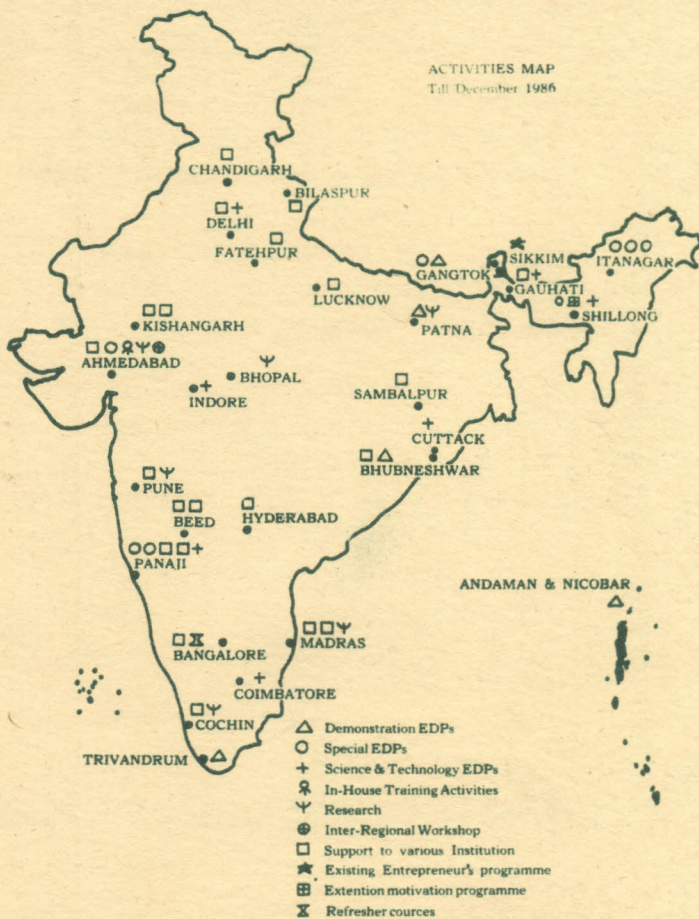 ACTIVITIES MAP
Till December 1986
CHANDIGARH
BILASPUR
DELHI
FATEHPUR
SIKKIM
ITANAGAR
GANGTOK
GAUHATI
LUCKNOW
SHILLONG
KISHANGARH
PATNA
AHMEDABAD
BHOPAL
INDORE
SAMBALPUR
CUTTACK
BHUBNESHWAR
PUNE
BEED
HYDERABAD
PANAJI
ANDAMAN & NICOBAR
BANGALORE
MADRAS
COIMBATORE
COCHIN
TRIVANDRUM
Demonstration EDPs
Special EDPs
Science & Technology EDPs
In-House Training Activities
Research
Inter-Regional Workshop
Support to various Institution
Existing Entrepreneur's programme
Extention motivation programme
Refresher cources